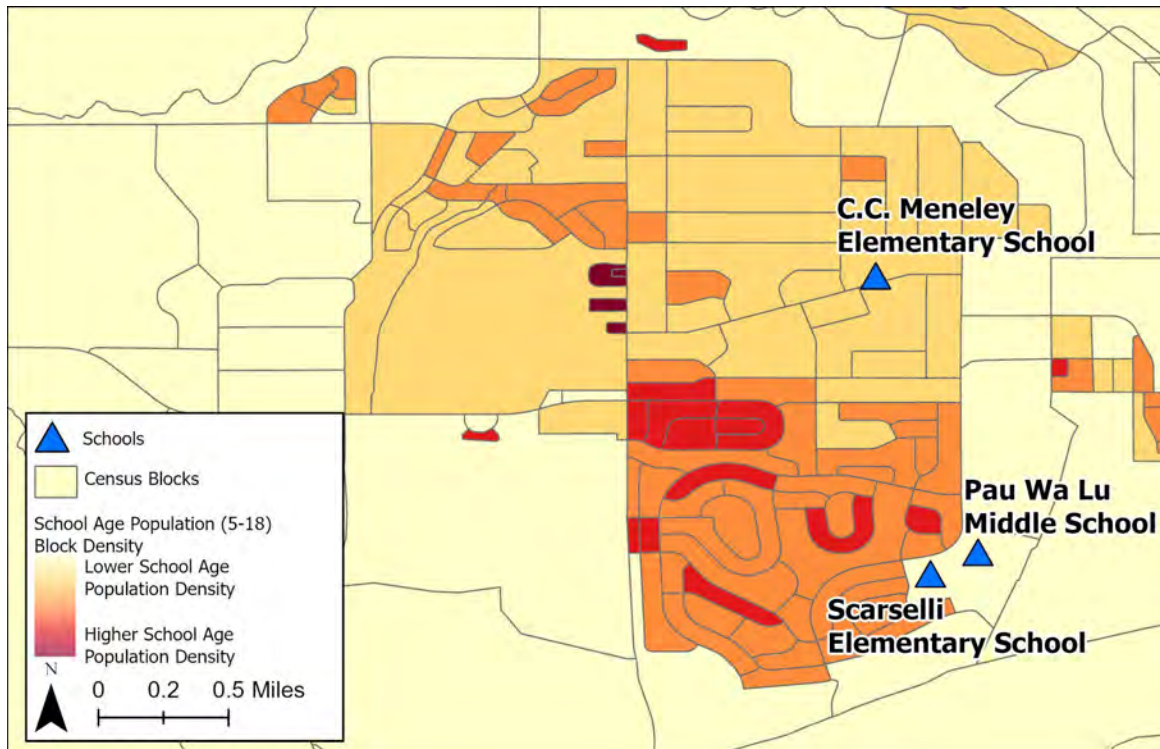 C.C. Meneley
Elementary School
Pau Wa Lu
Middle School
Scarselli
Elementary School
Schools
Census Blocks
School Age Population (5-18)
Block Density
Lower School Age
Population Density
Higher School Age
Population Density
N
0 0.2 0.5 Miles